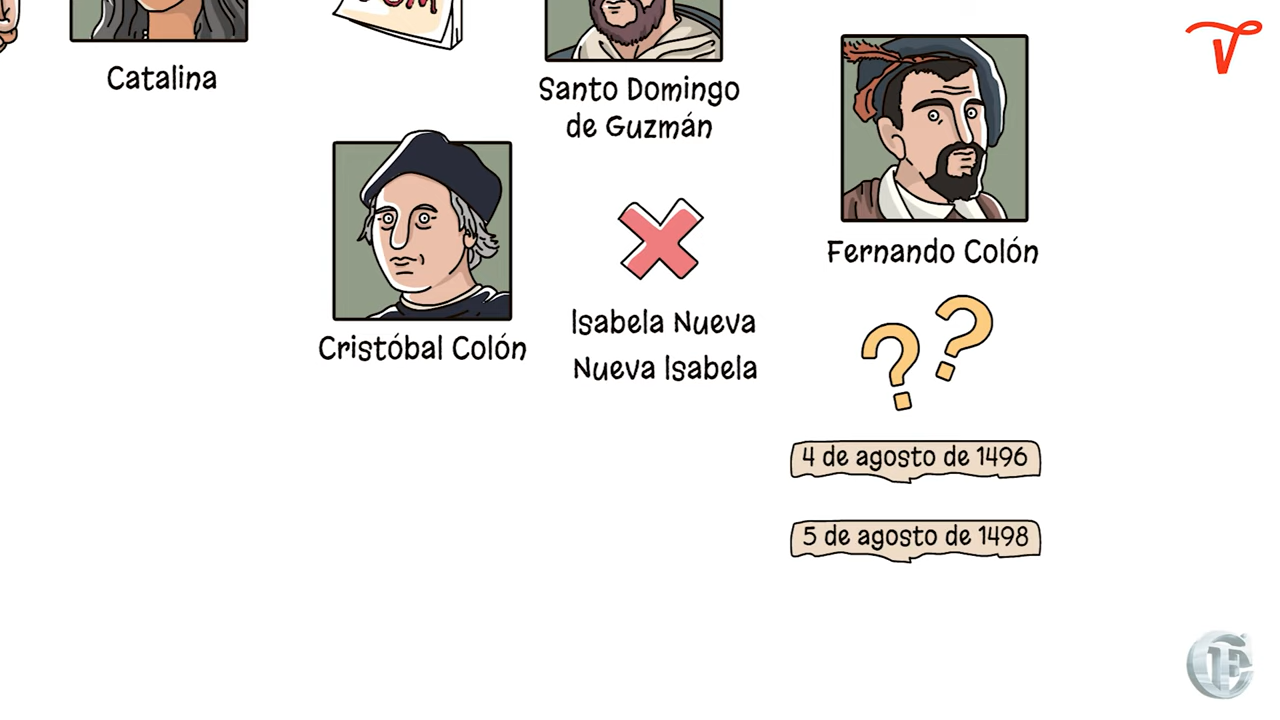 Catalina
Santo Domingo
de Guzmán
Cristóbal Colón
Isabela Nueva
Nueva Isabela
Fernando Colón
4 de agosto de 1496
5 de agosto de 1498